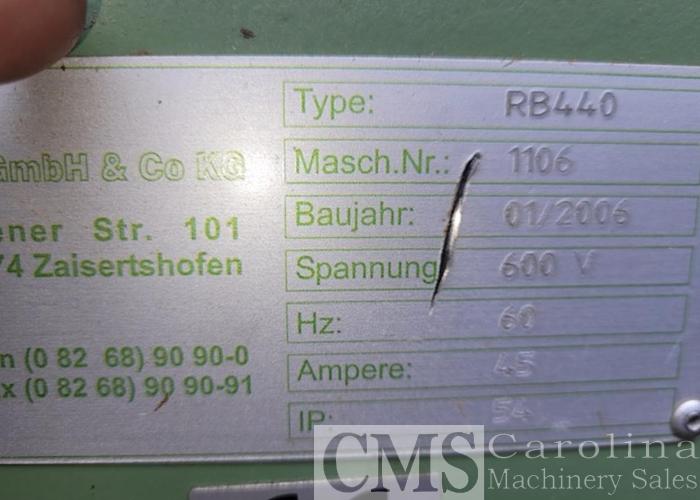 GmbH & Co KG
ener Str. 101
74 Zaisertshofen
n (0 82 68) 90 90-0
x (0 82 68) 90 90-91
Type: RB440
Masch.Nr.: 1106
Baujahr: 01/2006
Spannung 600 V
Hz: 60
Ampere: 45
IP: 54
CMS Carolina
Machinery Sales